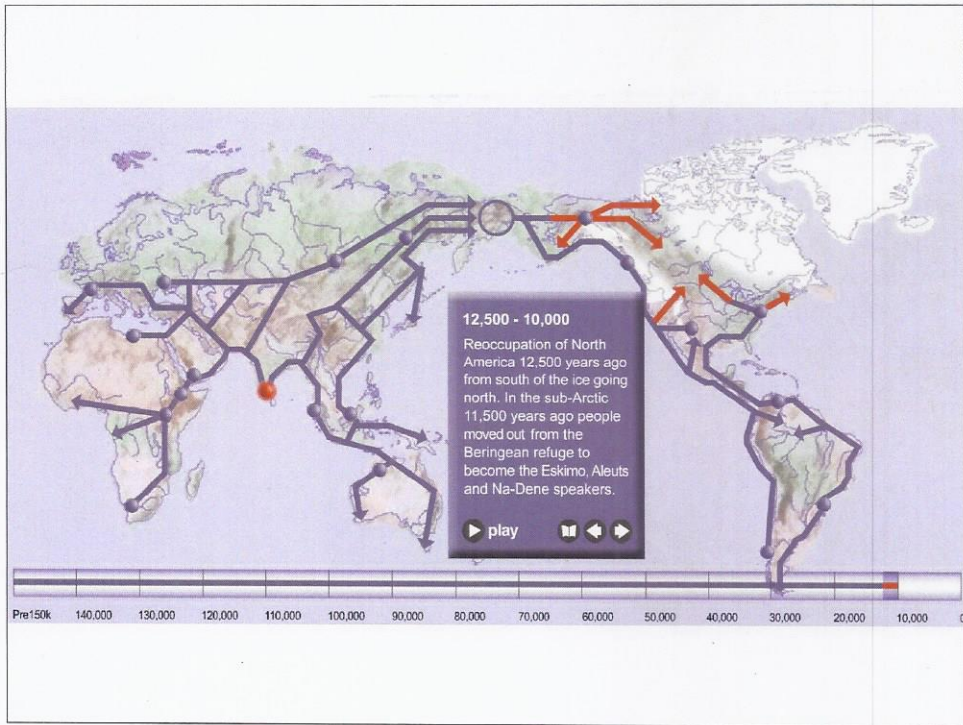 12,500 - 10,000
Reoccupation of North
America 12,500 years ago
from south of the ice going
north. In the sub-Arctic
11,500 years ago people
moved out from the
Beringean refuge to
become the Eskimo, Aleuts
and Na-Dene speakers.
play
Pre150k 140,000 130,000 120,000 100,000 100,000 90,000 80,000 70,000 60,000 50,000 40,000 30,000 20,000 10,000 0